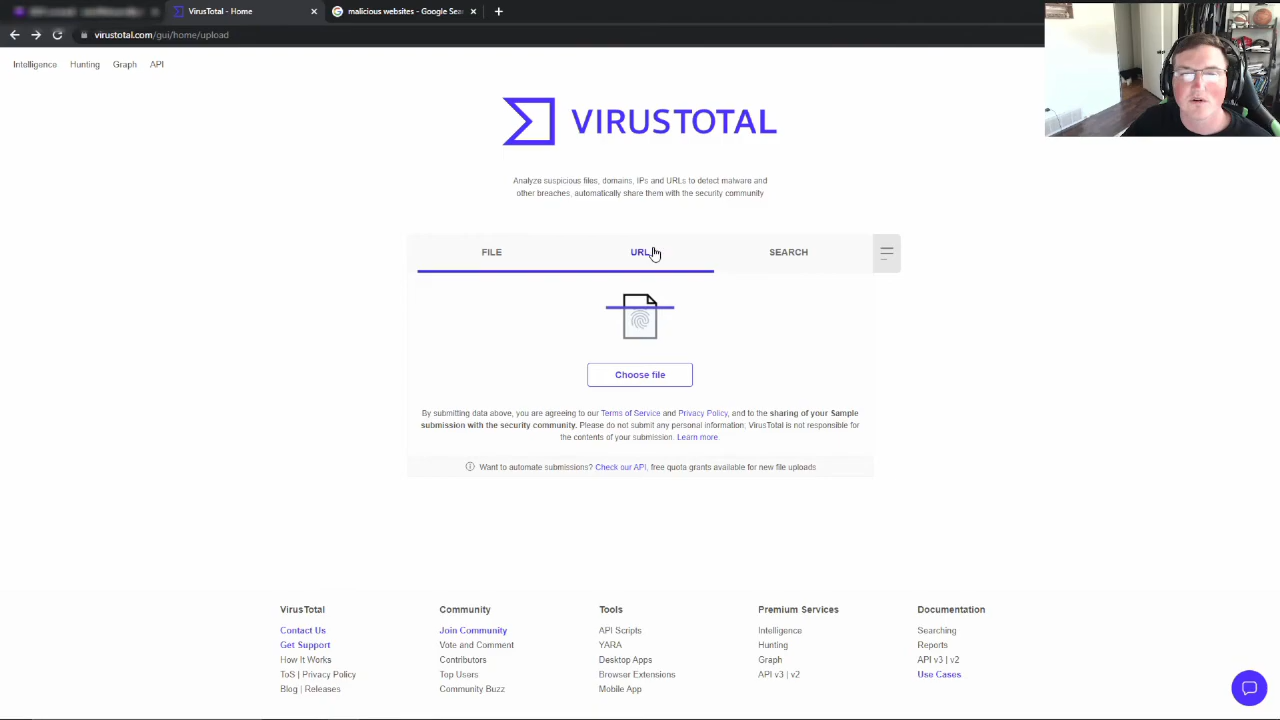 VirusTotal - Home
malicious websites - Google Sea
virustotal.com/gui/home/upload
Intelligence Hunting Graph API
VIRUSTOTAL
Analyze suspicious files, domains, IPs and URLs to detect malware and
other breaches, automatically share them with the security community
FILE URL SEARCH
Choose file
By submitting data above, you are agreeing to our Terms of Service and Privacy Policy, and to the sharing of your Sample
submission with the security community. Please do not submit any personal information; VirusTotal is not responsible for
the contents of your submission. Learn more.
Want to automate submissions? Check our API, free quota grants available for new file uploads
VirusTotal
Contact Us
Get Support
How It Works
ToS | Privacy Policy
Blog | Releases
Community
Join Community
Vote and Comment
Contributors
Top Users
Community Buzz
Tools
API Scripts
YARA
Desktop Apps
Browser Extensions
Mobile App
Premium Services
Intelligence
Hunting
Graph
API v3 | v2
Documentation
Searching
Reports
API v3 | v2
Use Cases